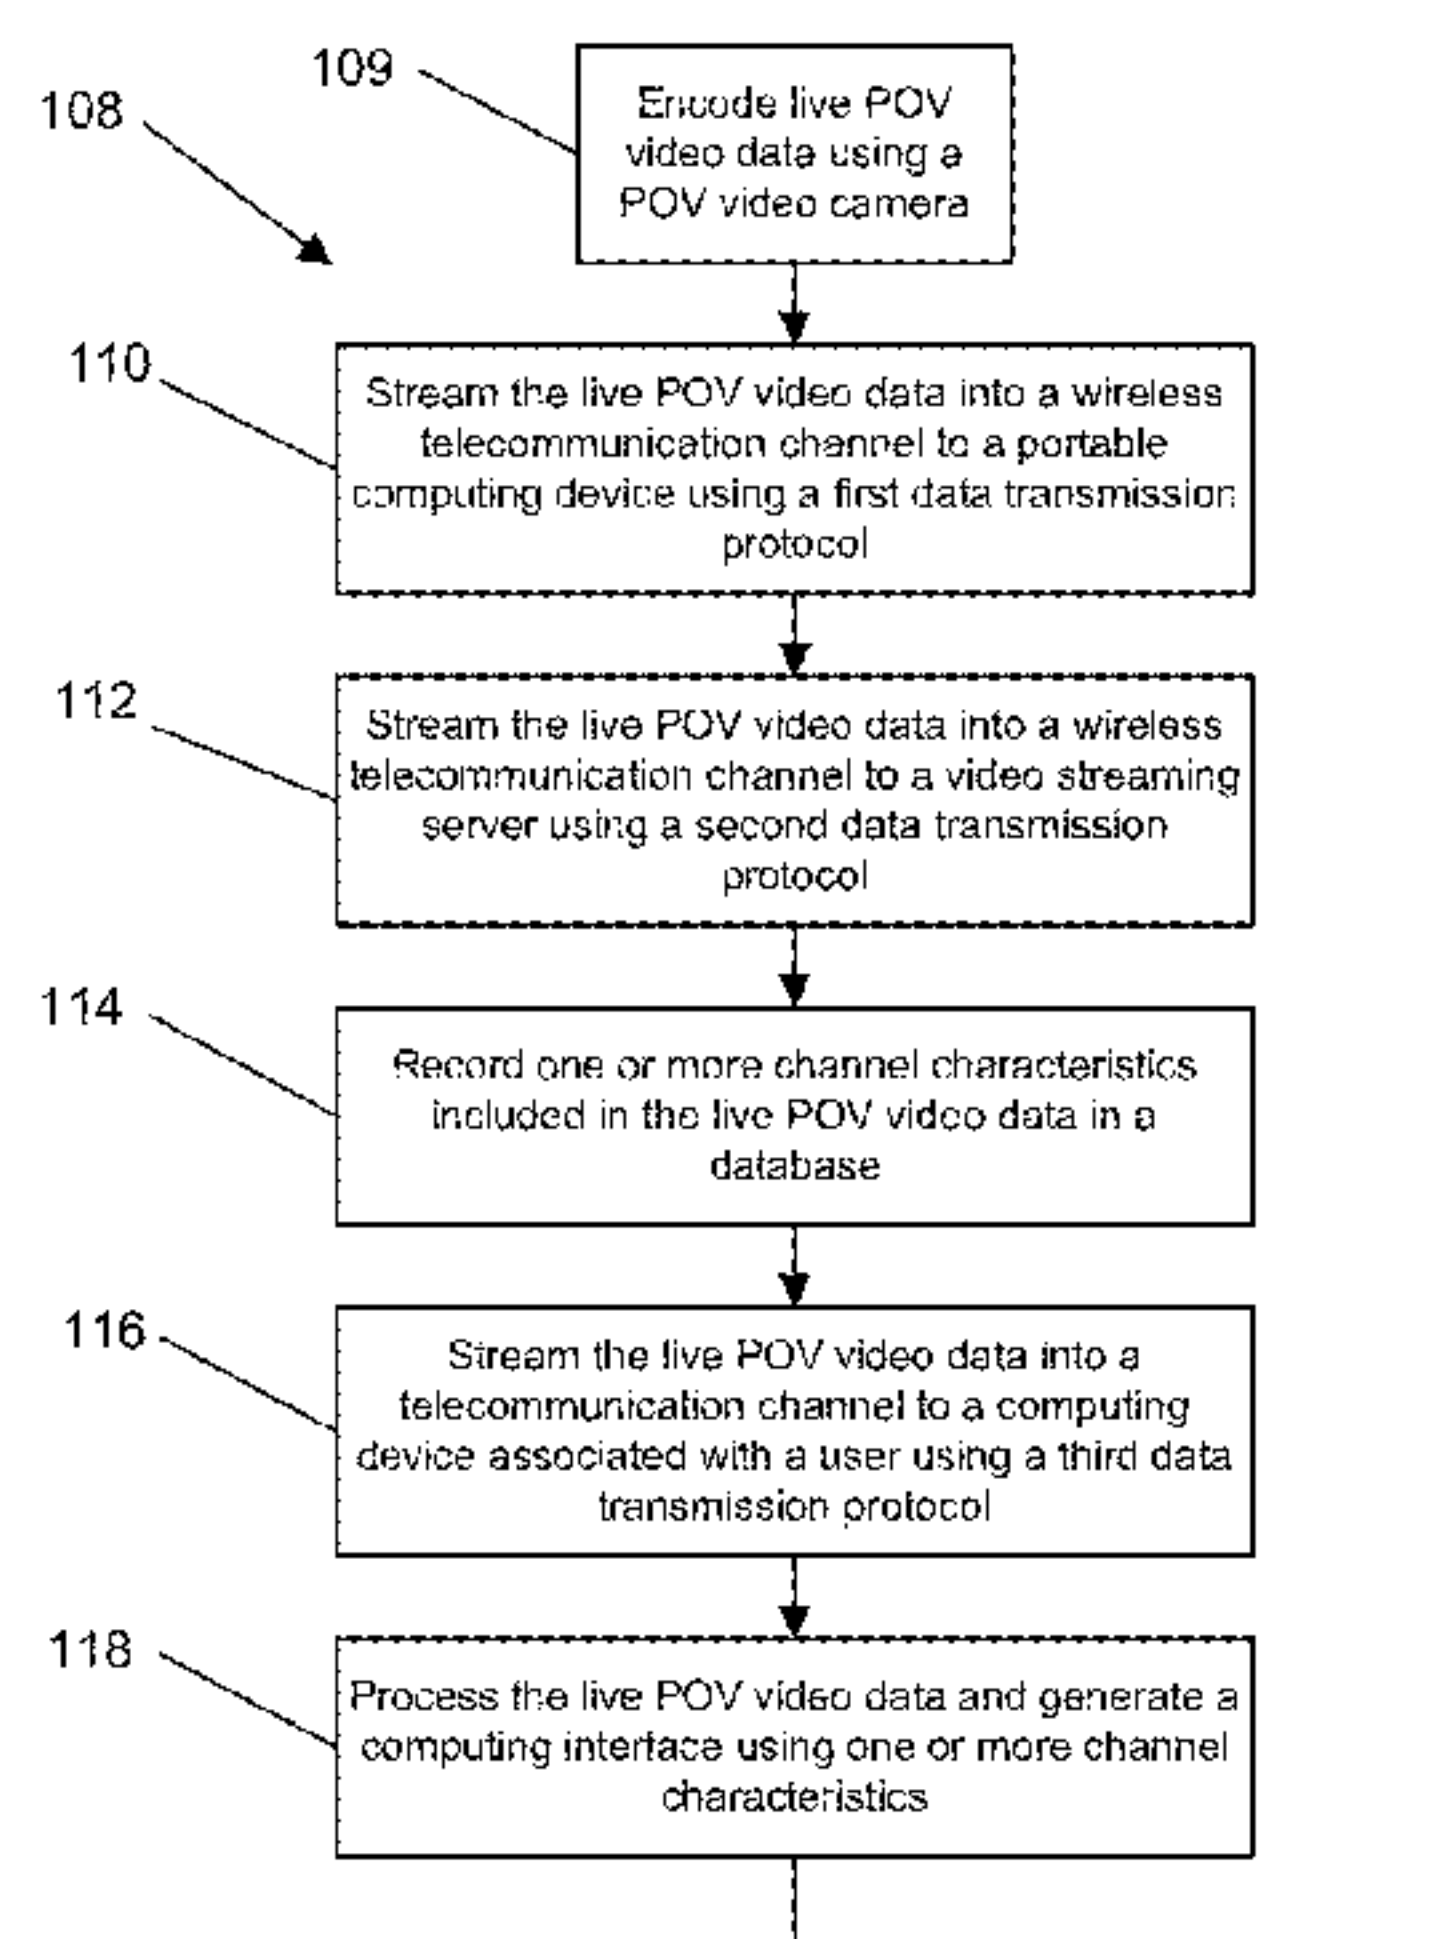 109
108
Encode live POV
video data using a
POV video camera
110
Stream the live POV video data into a wireless
telecommunication channel to a portable
computing device using a first data transmission
protocol
112
Stream the live POV video data into a wireless
telecommunication channel to a video streaming
server using a second data transmission
protocol
114
Record one or more channel characteristics
included in the live POV video data in a
database
116
Stream the live POV video data into a
telecommunication channel to a computing
device associated with a user using a third data
transmission protocol
118
Process the live POV video data and generate a
computing interface using one or more channel
characteristics